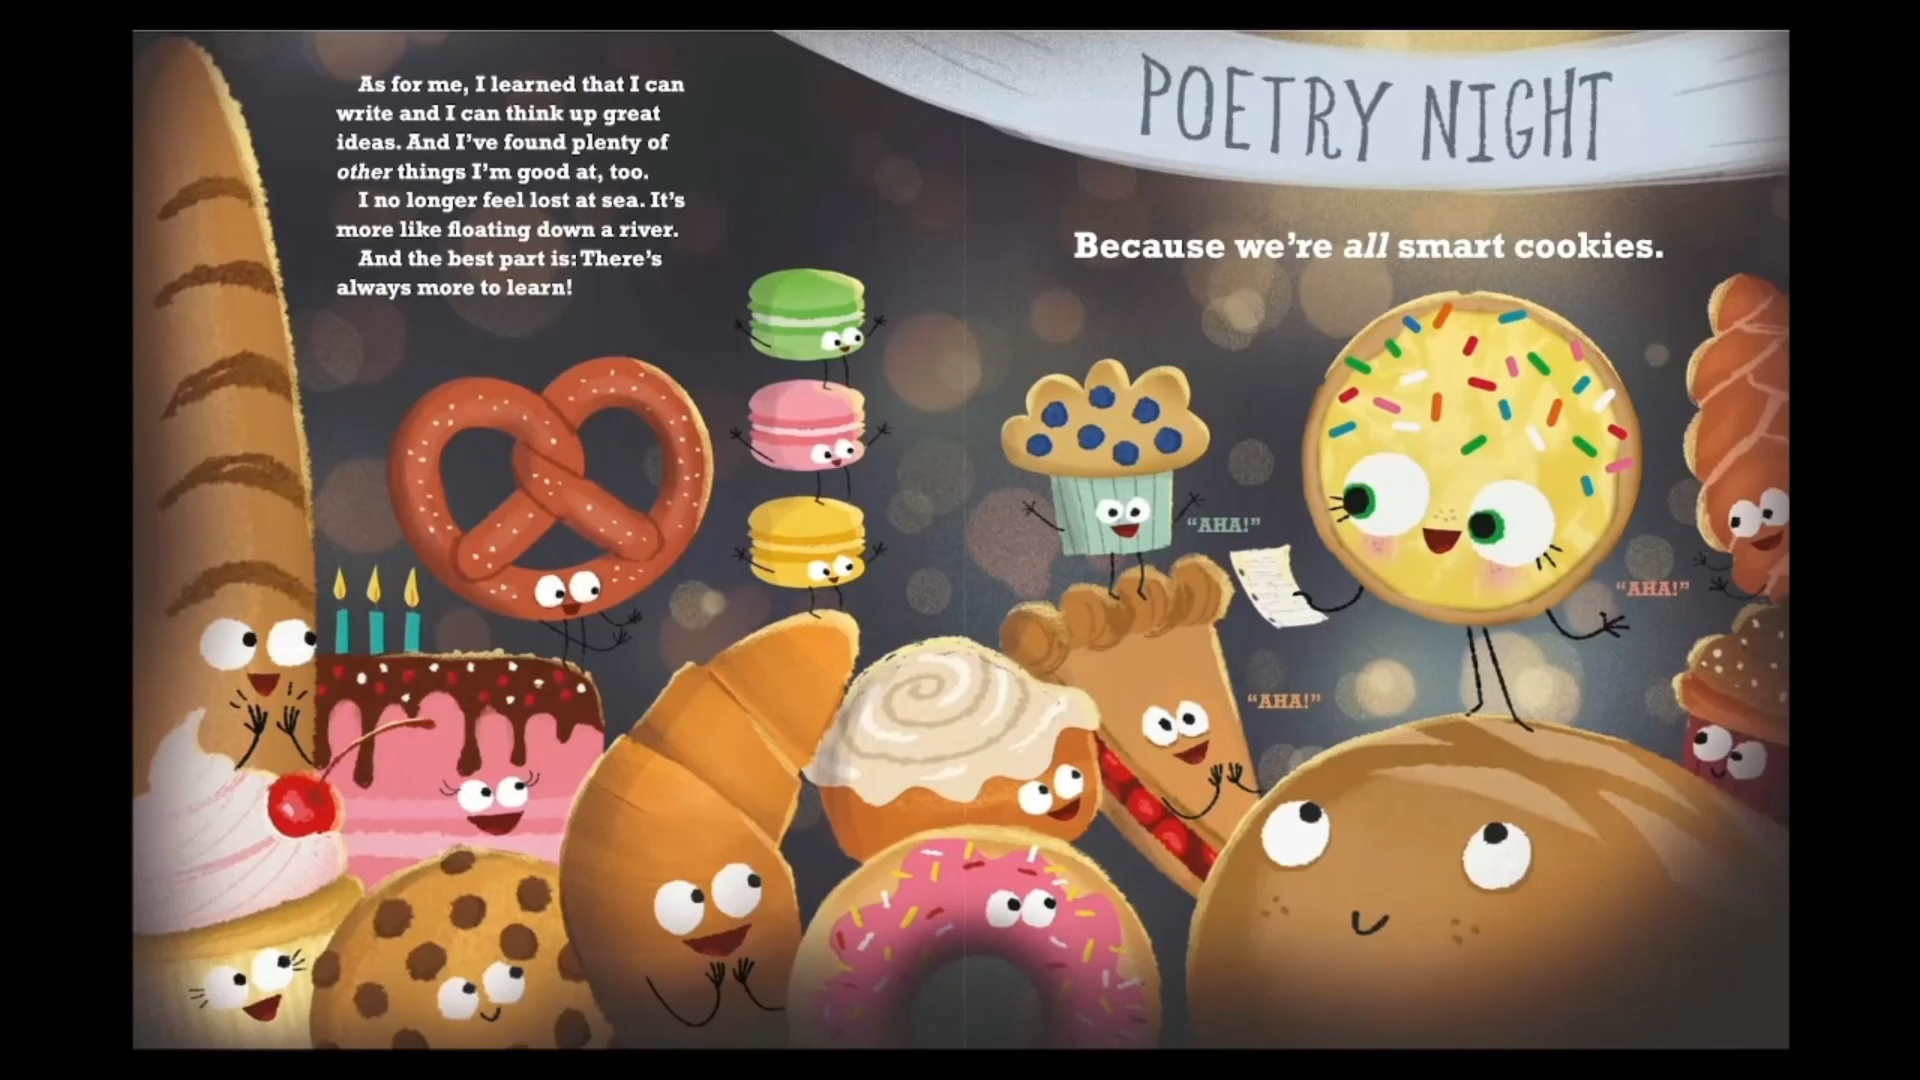 As for me, I learned that I can
write and I can think up great
ideas. And I've found plenty of
other things I'm good at, too.
I no longer feel lost at sea. It's
more like floating down a river.
And the best part is: There's
always more to learn!
POETRY NIGHT
Because we're all smart cookies.
"AHA!"
"AHA!"
"AHA!"